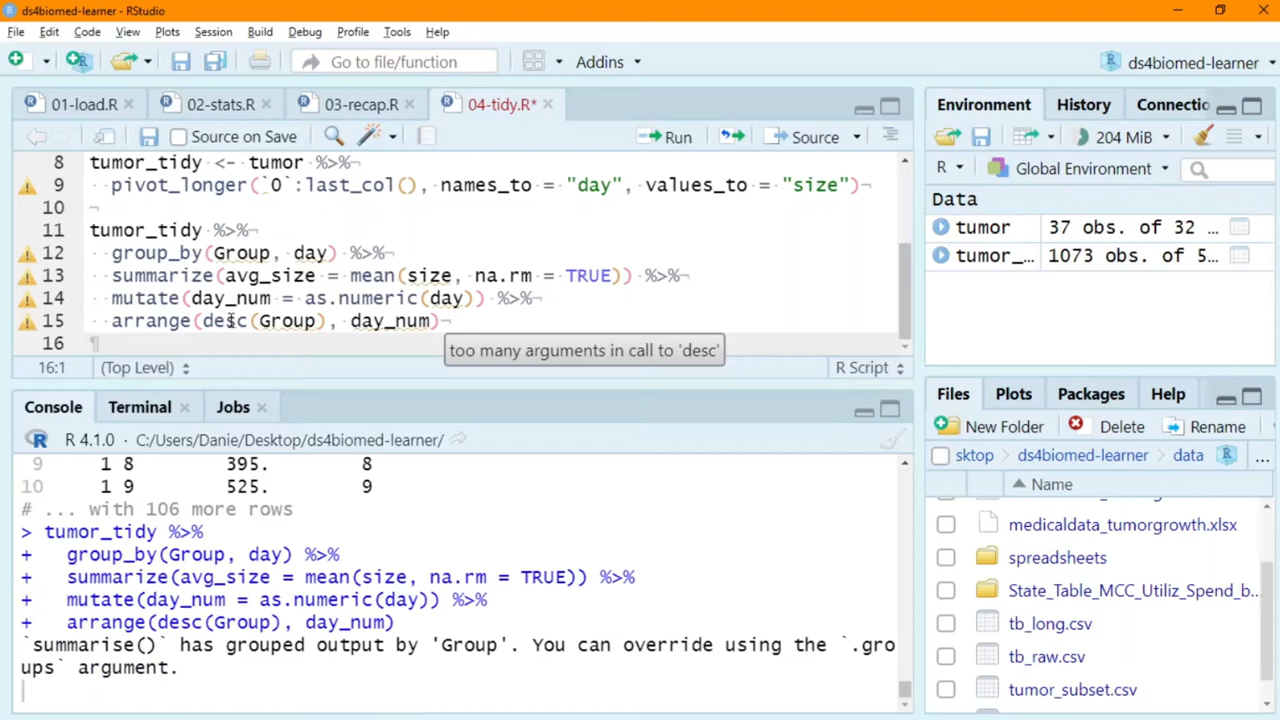 ds4biomed-learner - RStudio
File Edit Code View Plots Session Build Debug Profile Tools Help
Go to file/function Addins ds4biomed-learner
01-load.R 02-stats.R 03-recap.R 04-tidy.R*
Source on Save Run Source
8 tumor_tidy <- tumor %>%¬
9 pivot_longer(`0`:last_col(), names_to = "day", values_to = "size")¬
10 ¬
11 tumor_tidy %>%¬
12 group_by(Group, day) %>%¬
13 summarize(avg_size = mean(size, na.rm = TRUE)) %>%¬
14 mutate(day_num = as.numeric(day)) %>%¬
15 arrange(desc(Group), day_num)¬
16 ¶
too many arguments in call to 'desc'
16:1 (Top Level) R Script
Console Terminal Jobs
R 4.1.0 · C:/Users/Danie/Desktop/ds4biomed-learner/
9 1 8 395. 8
10 1 9 525. 9
# ... with 106 more rows
> tumor_tidy %>%
+ group_by(Group, day) %>%
+ summarize(avg_size = mean(size, na.rm = TRUE)) %>%
+ mutate(day_num = as.numeric(day)) %>%
+ arrange(desc(Group), day_num)
`summarise()` has grouped output by 'Group'. You can override using the `.gro
ups` argument.
Environment History Connectio
204 MiB
R Global Environment
Data
tumor 37 obs. of 32 ...
tumor_... 1073 obs. of 5...
Files Plots Packages Help
New Folder Delete Rename
sktop ds4biomed-learner data ...
Name
medicaldata_tumorgrowth.xlsx
spreadsheets
State_Table_MCC_Utiliz_Spend_b...
tb_long.csv
tb_raw.csv
tumor_subset.csv